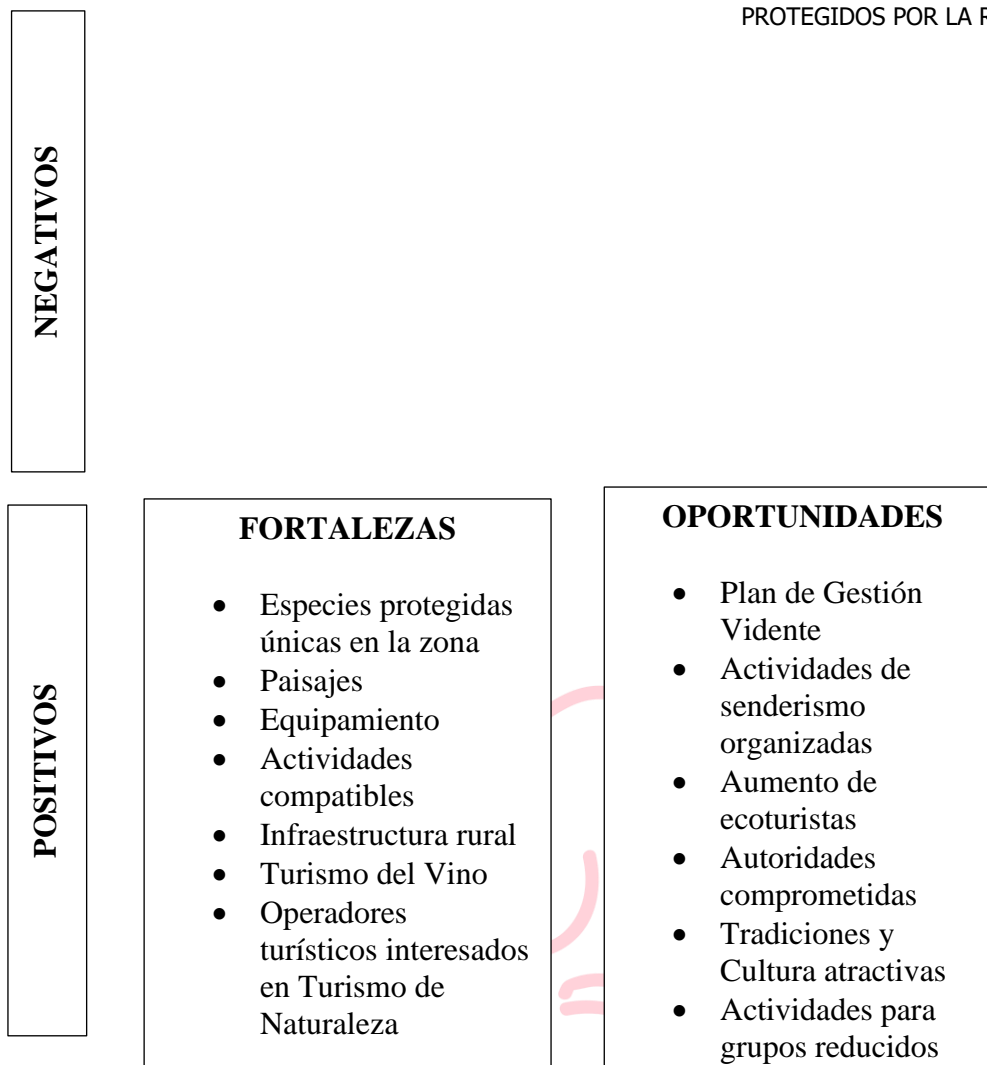 PROTEGIDOS POR LA R
NEGATIVOS
POSITIVOS
FORTALEZAS
• Especies protegidas
únicas en la zona
• Paisajes
• Equipamiento
• Actividades
compatibles
• Infraestructura rural
• Turismo del Vino
• Operadores
turísticos interesados
en Turismo de
Naturaleza
OPORTUNIDADES
• Plan de Gestión
Vidente
• Actividades de
senderismo
organizadas
• Aumento de
ecoturistas
• Autoridades
comprometidas
• Tradiciones y
Cultura atractivas
• Actividades para
grupos reducidos